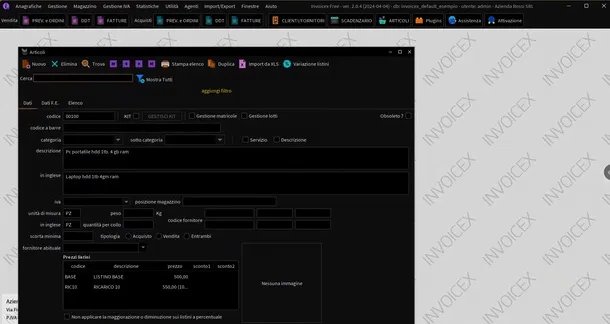 Anagrafiche Gestione Magazzino Gestione IVA Statistiche Utilità Agenti Import/Export Finestre Aiuto InvoiceX Free - ver. 2.0.4 (2024-04-04) - db: invoicex_default_esempio - utente: admin - Azienda Rossi SRL
Vendita PREV. e ORDINI DDT FATTURE Acquisti PREV. e ORDINI DDT FATTURE CLIENTI/FORNITORI SCADENZARIO ARTICOLI Plugins Assistenza Attivazione
Articoli
Nuovo Elimina Trova Stampa elenco Duplica Import da XLS Variazione listini
Cerca Mostra Tutti
aggiungi filtro
Dati Dati F.E. Elenco
codice 00100 KIT GESTISCI KIT Gestione matricole Gestione lotti Obsoleto ?
codice a barre
categoria sotto categoria Servizio Descrizione
descrizione Pc portatile hdd 1tb. 4 gb ram
in inglese Laptop hdd 1tb 4gm ram
iva posizione magazzino
unità di misura PZ peso Kg
codice fornitore
in inglese PZ quantità per collo
scorta minima tipologia Acquisto Vendita Entrambi
fornitore abituale
Prezzi listini
codice descrizione prezzo sconto1 sconto2
BASE LISTINO BASE 500,00
RIC10 RICARICO 10 550,00 (10...
Nessuna immagine
Non applicare la maggiorazione o diminuzione sui listini a percentuale
Azien
Via Fi
P.IVA
INVOICEX
INVOICEX
INVOICEX
INVOICEX
INVOICEX
INVOICEX